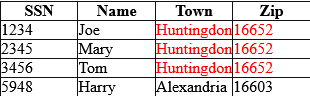 SSN Name Town Zip
1234 Joe Huntingdon 16652
2345 Mary Huntingdon 16652
3456 Tom Huntingdon 16652
5948 Harry Alexandria 16603